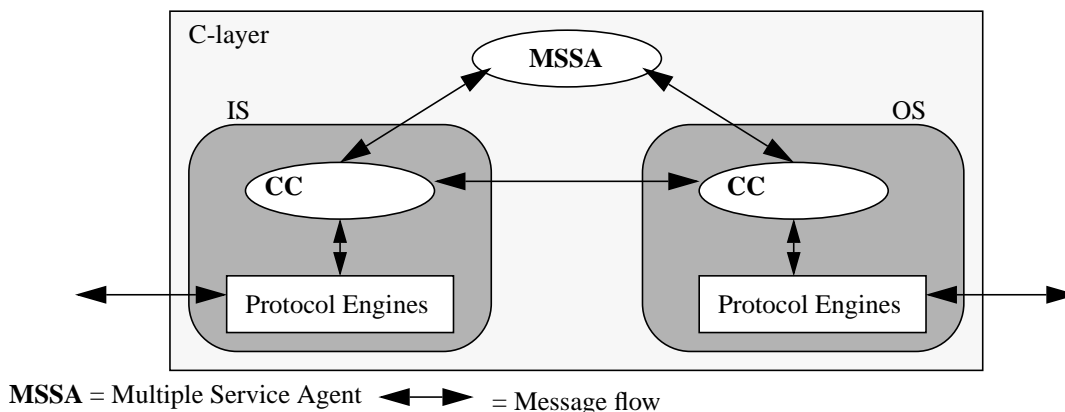 C-layer
MSSA
IS
OS
CC
CC
Protocol Engines
Protocol Engines
MSSA = Multiple Service Agent
= Message flow